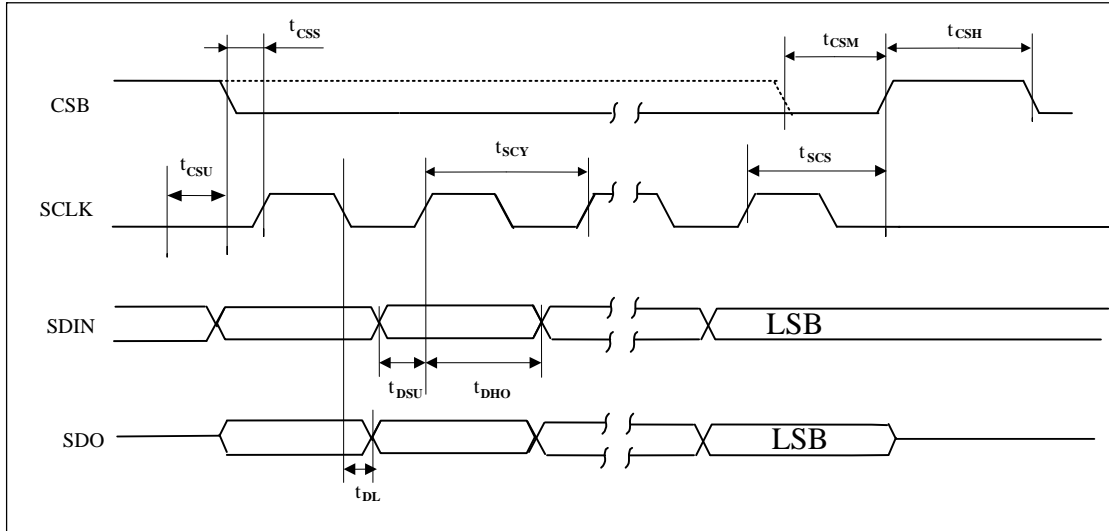 tCSS
tCSM
tCSH
CSB
tCSU
tSCY
tSCS
SCLK
SDIN
LSB
tDSU
tDHO
SDO
LSB
tDL